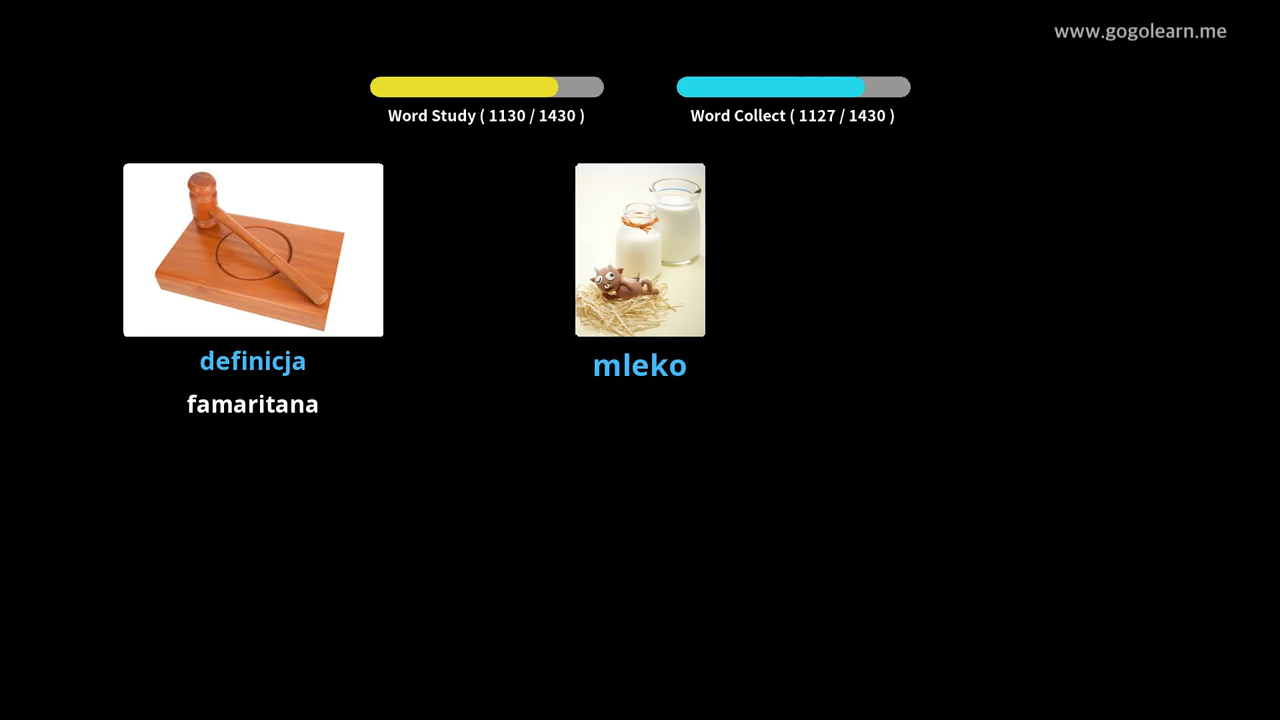 www.gogolearn.me
Word Study ( 1130 / 1430 )
Word Collect ( 1127 / 1430 )
definicja
mleko
famaritana